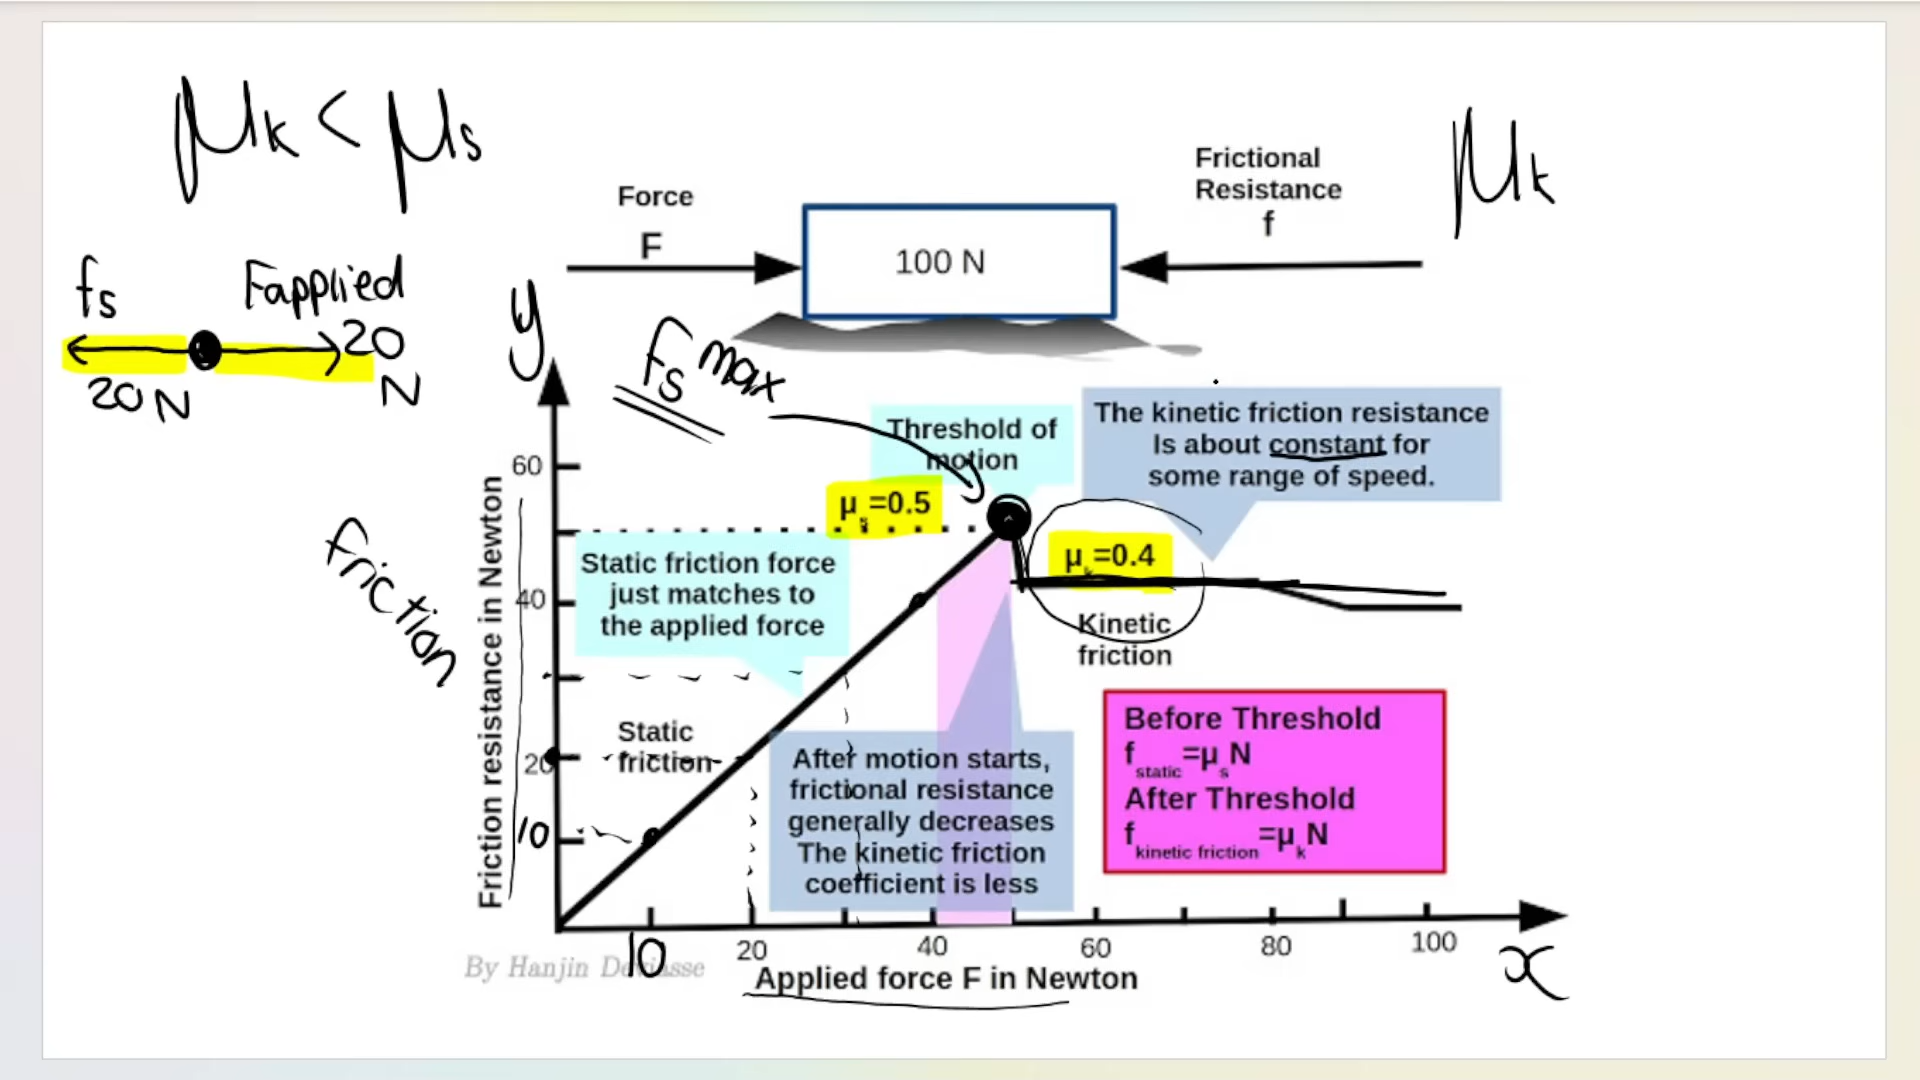 μk < μs
μk
Force
F
100 N
Frictional
Resistance
f
fs
Fapplied
20
N
20N
y
fs max
Threshold of
motion
The kinetic friction resistance
Is about constant for
some range of speed.
60
μs=0.5
μk=0.4
Static friction force
just matches to
the applied force
40
Kinetic
friction
friction
Friction resistance in Newton
Static
friction
20
10
After motion starts,
frictional resistance
generally decreases
The kinetic friction
coefficient is less
Before Threshold
fstatic=μsN
After Threshold
fkinetic friction=μkN
10
20
40
60
80
100
x
Applied force F in Newton
By Hanjin